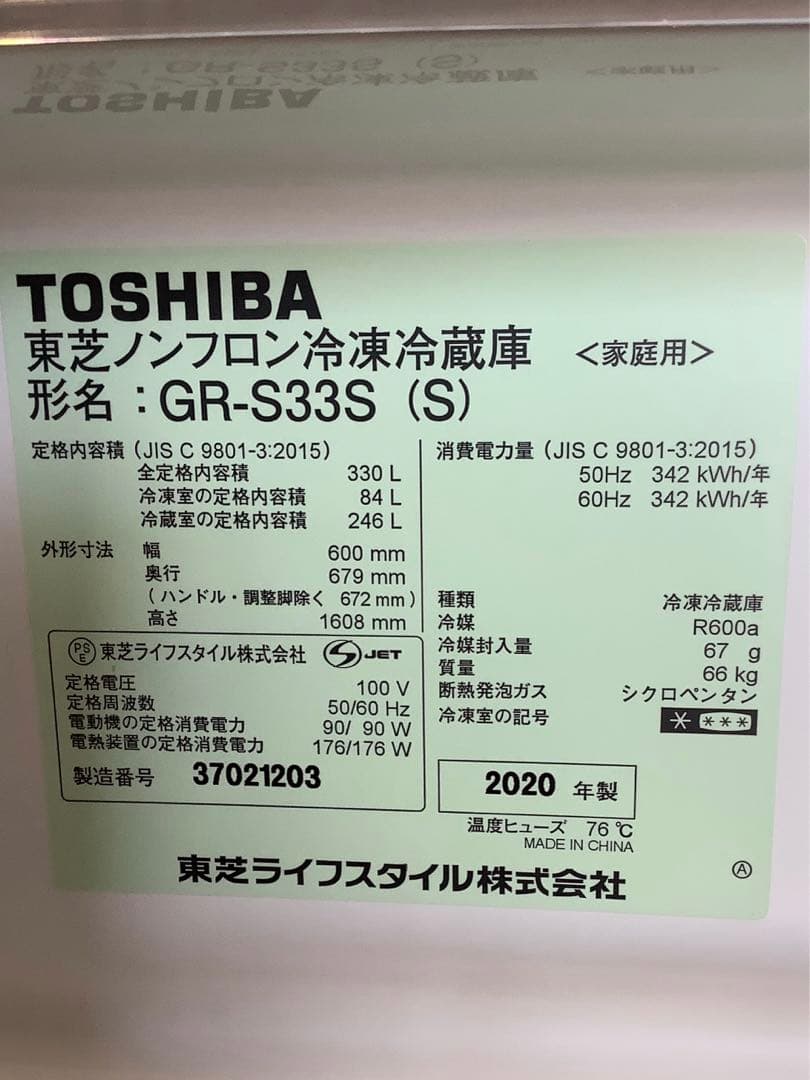 TOSHIBA
東芝ノンフロン冷凍冷蔵庫 <家庭用>
形名：GR-S33S (S)
定格内容積 (JIS C 9801-3:2015)
全定格内容積 330 L
冷凍室の定格内容積 84 L
冷蔵室の定格内容積 246 L
外形寸法 幅 600 mm
奥行 679 mm
(ハンドル・調整脚除く 672 mm)
高さ 1608 mm
消費電力量 (JIS C 9801-3:2015)
50Hz 342 kWh/年
60Hz 342 kWh/年
種類 冷凍冷蔵庫
冷媒 R600a
冷媒封入量 67 g
質量 66 kg
断熱発泡ガス シクロペンタン
冷凍室の記号 * ***
PSE 東芝ライフスタイル株式会社 S JET
定格電圧 100 V
定格周波数 50/60 Hz
電動機の定格消費電力 90/ 90 W
電熱装置の定格消費電力 176/176 W
製造番号 37021203
2020 年製
温度ヒューズ 76 ℃
MADE IN CHINA
東芝ライフスタイル株式会社
Ⓐ